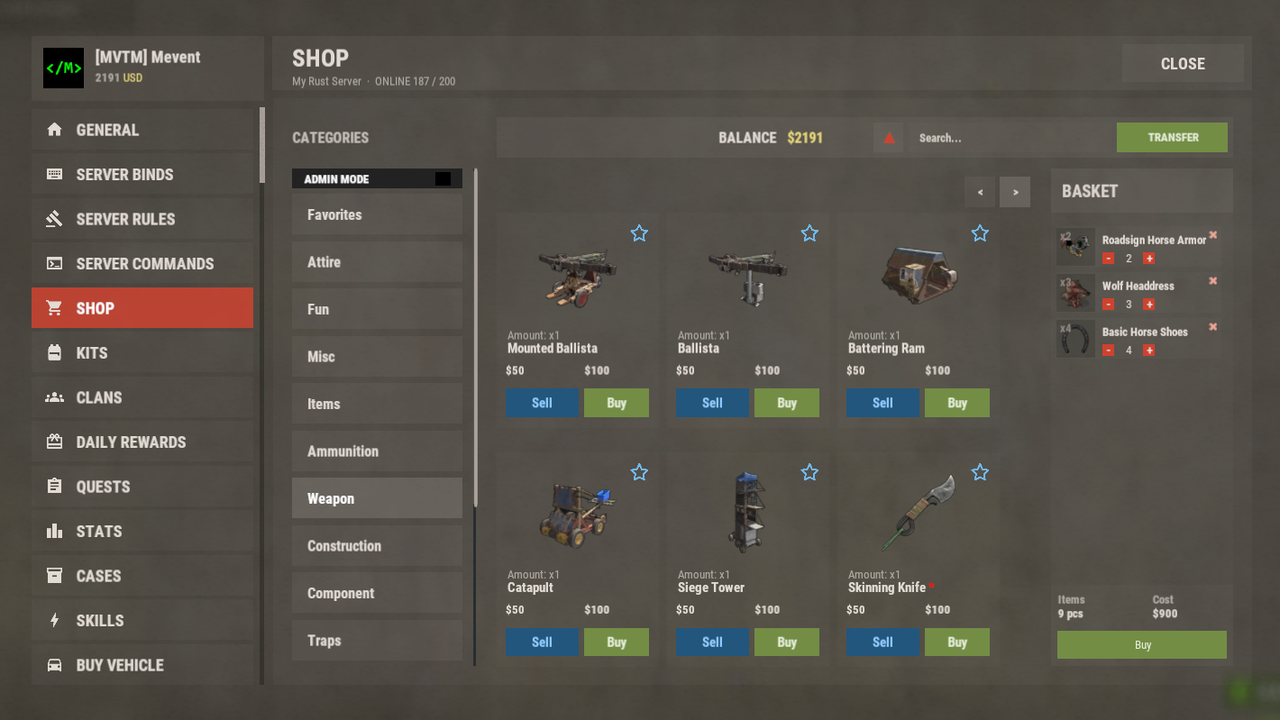 </M>
[MVTM] Mevent
2191 USD
GENERAL
SERVER BINDS
SERVER RULES
SERVER COMMANDS
SHOP
KITS
CLANS
DAILY REWARDS
QUESTS
STATS
CASES
SKILLS
BUY VEHICLE
SHOP
My Rust Server · ONLINE 187 / 200
CLOSE
CATEGORIES
ADMIN MODE
Favorites
Attire
Fun
Misc
Items
Ammunition
Weapon
Construction
Component
Traps
BALANCE $2191
Search...
TRANSFER
< >
Amount: x1
Mounted Ballista
$50 $100
Sell Buy
Amount: x1
Ballista
$50 $100
Sell Buy
Amount: x1
Battering Ram
$50 $100
Sell Buy
Amount: x1
Catapult
$50 $100
Sell Buy
Amount: x1
Siege Tower
$50 $100
Sell Buy
Amount: x1
Skinning Knife
$50 $100
Sell Buy
BASKET
x2
Roadsign Horse Armor
- 2 +
x3
Wolf Headdress
- 3 +
x4
Basic Horse Shoes
- 4 +
Items Cost
9 pcs $900
Buy